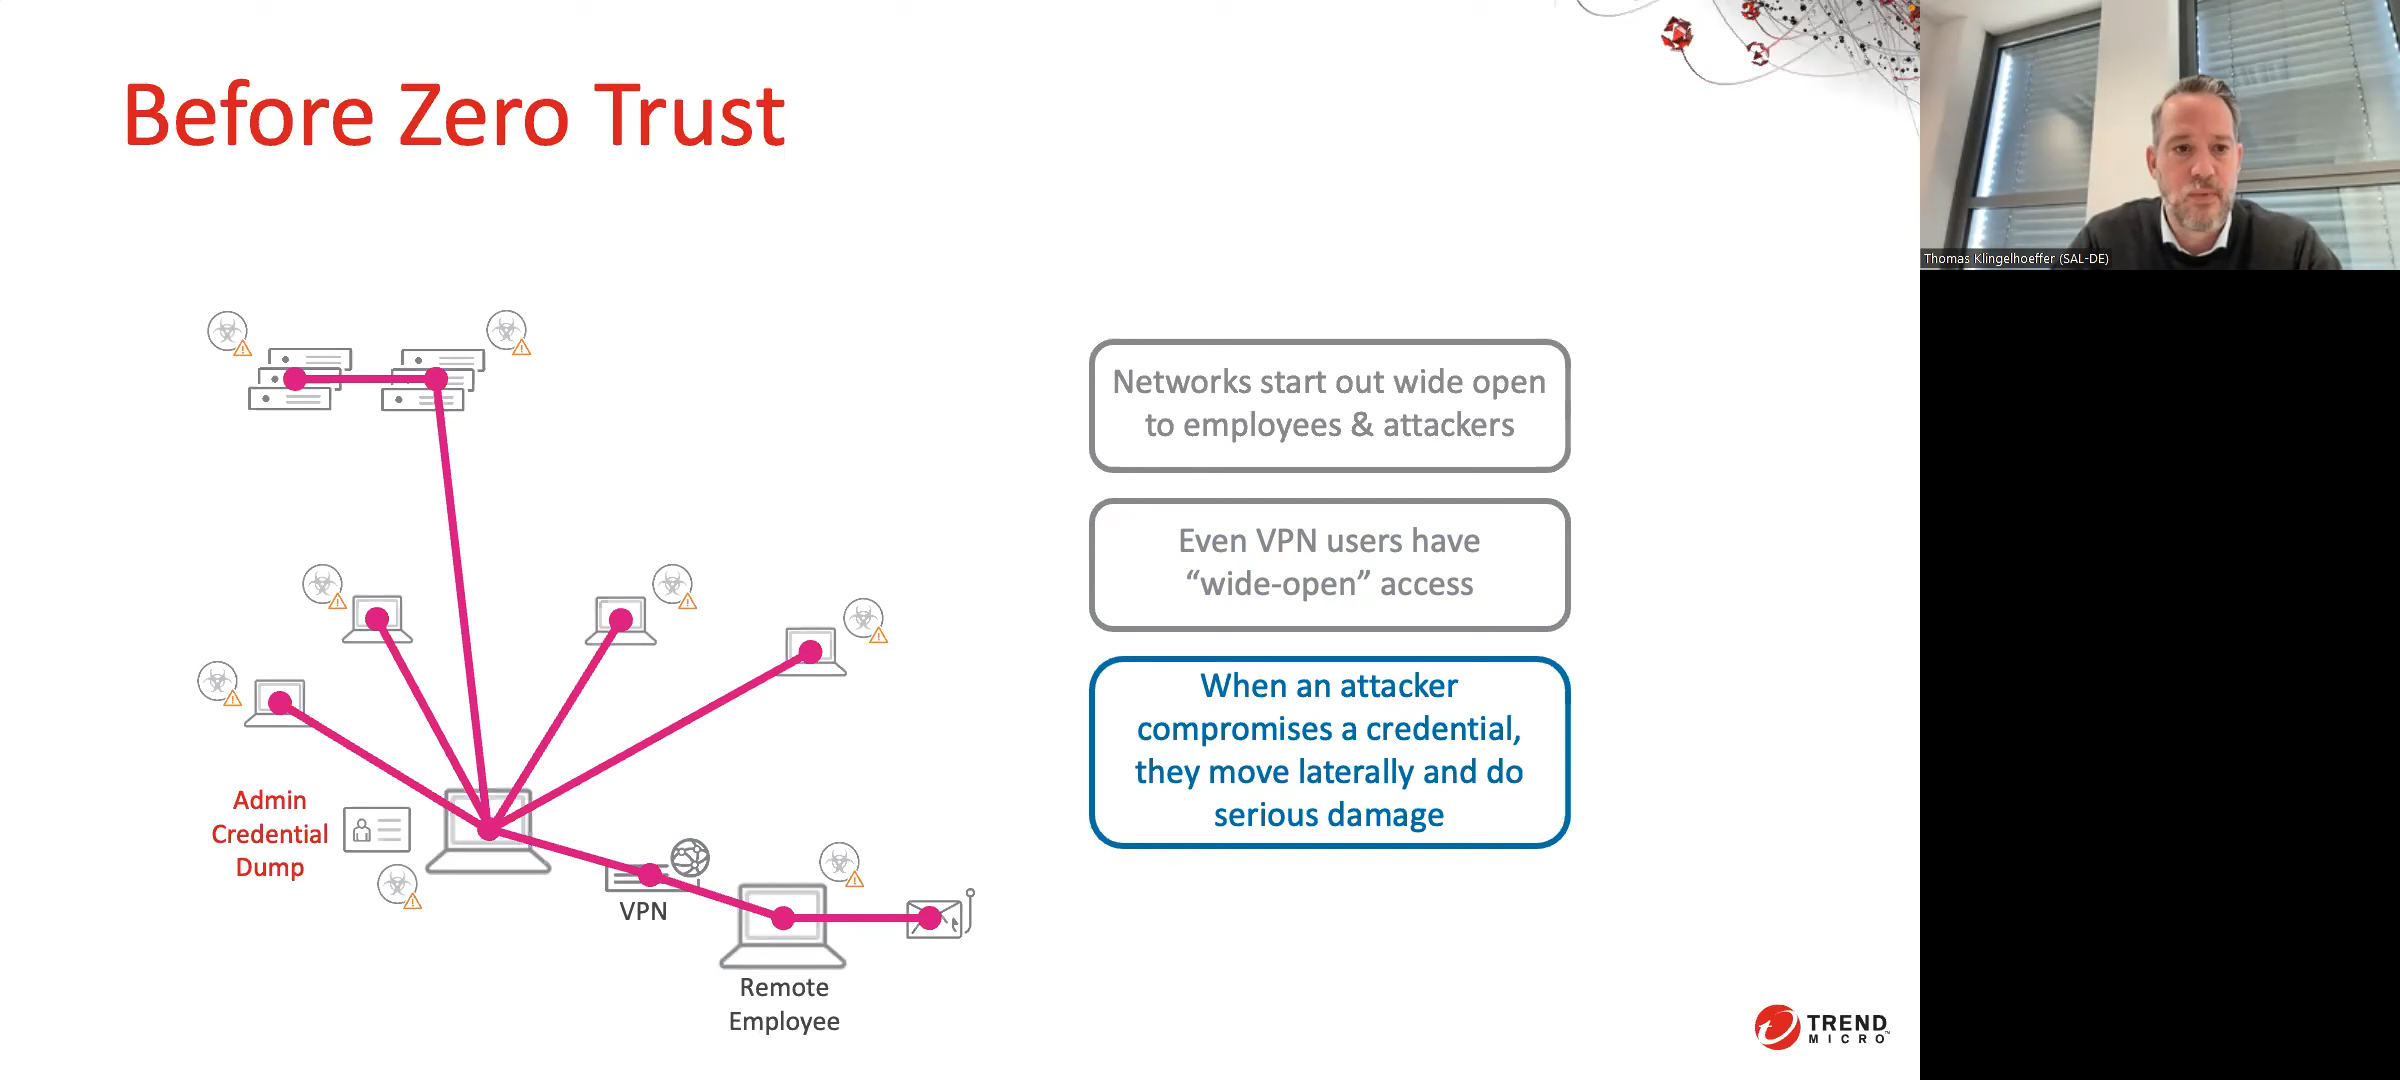 Before Zero Trust
Networks start out wide open
to employees & attackers
Even VPN users have
“wide-open” access
When an attacker
compromises a credential,
they move laterally and do
serious damage
Admin
Credential
Dump
VPN
Remote
Employee
TREND
MICRO™
Thomas Klingelhoeffer (SAL-DE)